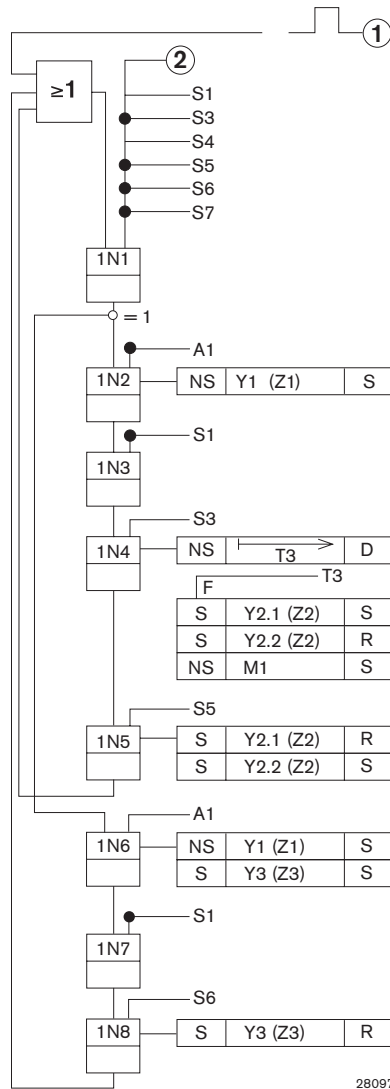 1
2
≥1
S1
S3
S4
S5
S6
S7
1N1
= 1
A1
1N2 NS Y1 (Z1) S
S1
1N3
S3
1N4 NS T3 D
T3
F
S Y2.1 (Z2) S
S Y2.2 (Z2) R
NS M1 S
S5
1N5 S Y2.1 (Z2) R
S Y2.2 (Z2) S
A1
1N6 NS Y1 (Z1) S
S Y3 (Z3) S
S1
1N7
S6
1N8 S Y3 (Z3) R